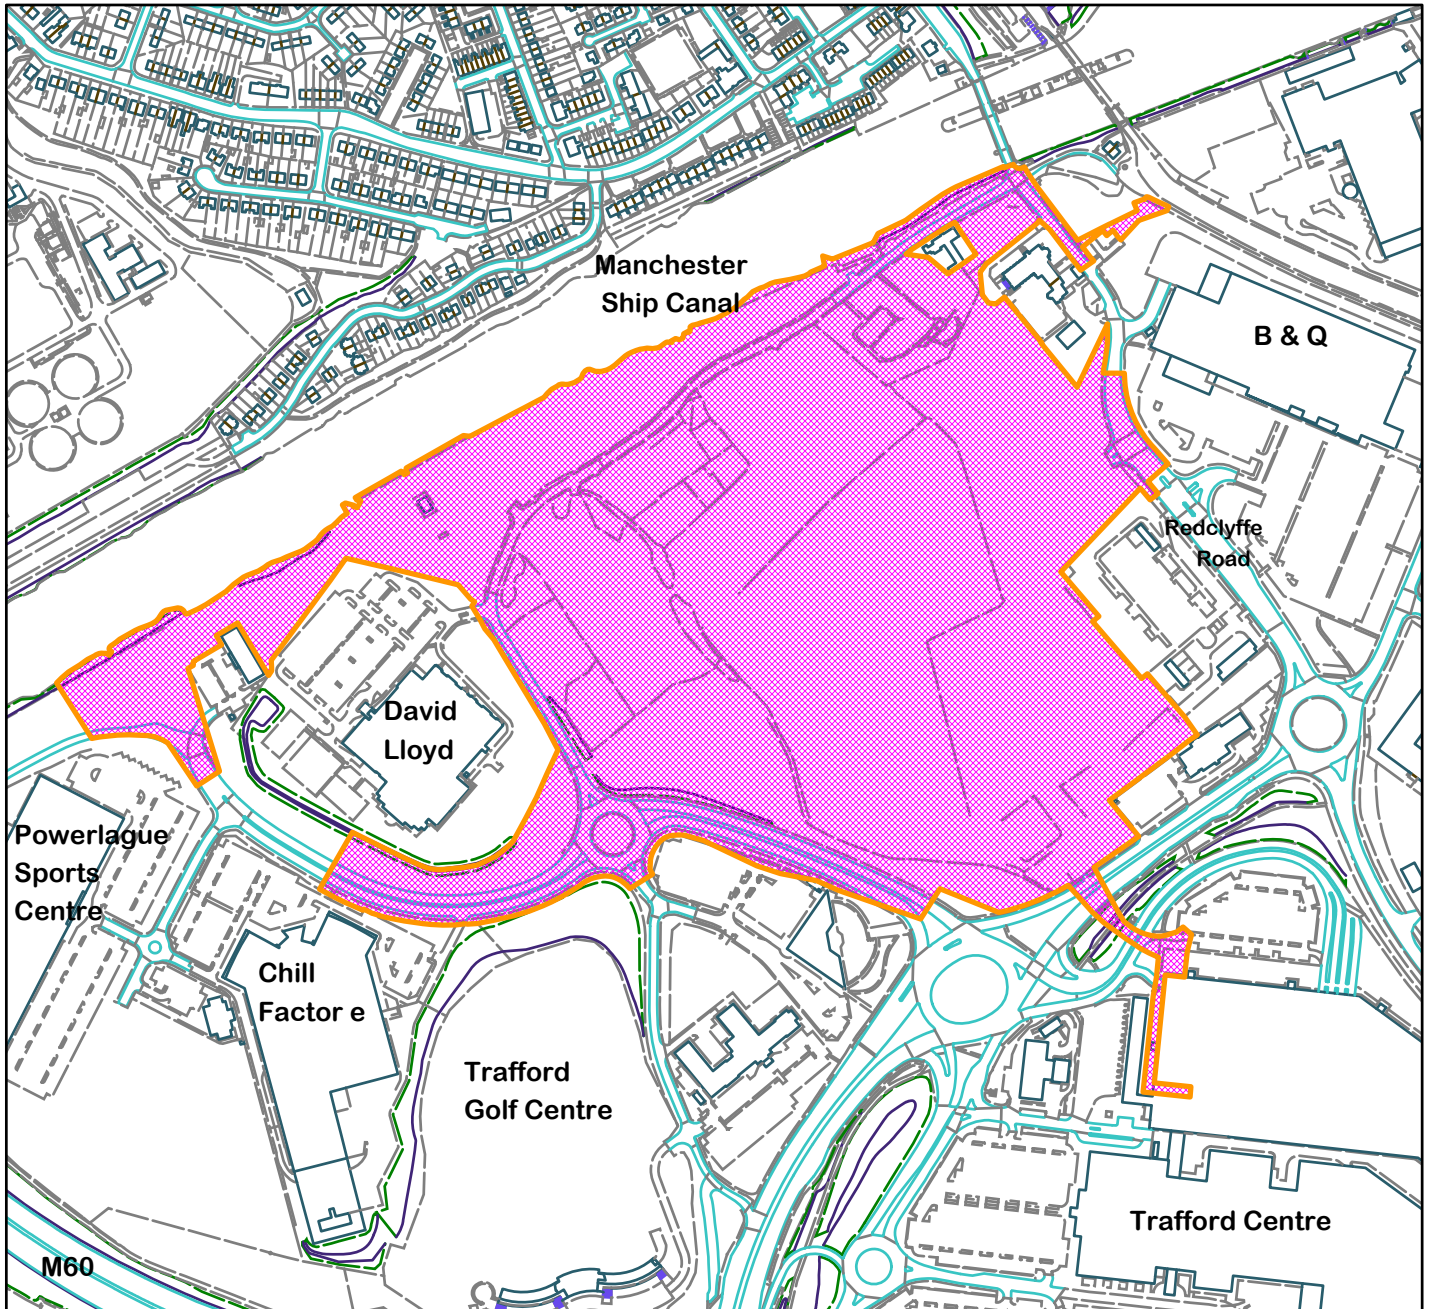 Manchester
Ship Canal
B & Q
Redclyffe
Road
David
Lloyd
Powerlague
Sports
Centre
Chill
Factor e
Trafford
Golf Centre
Trafford Centre
M60